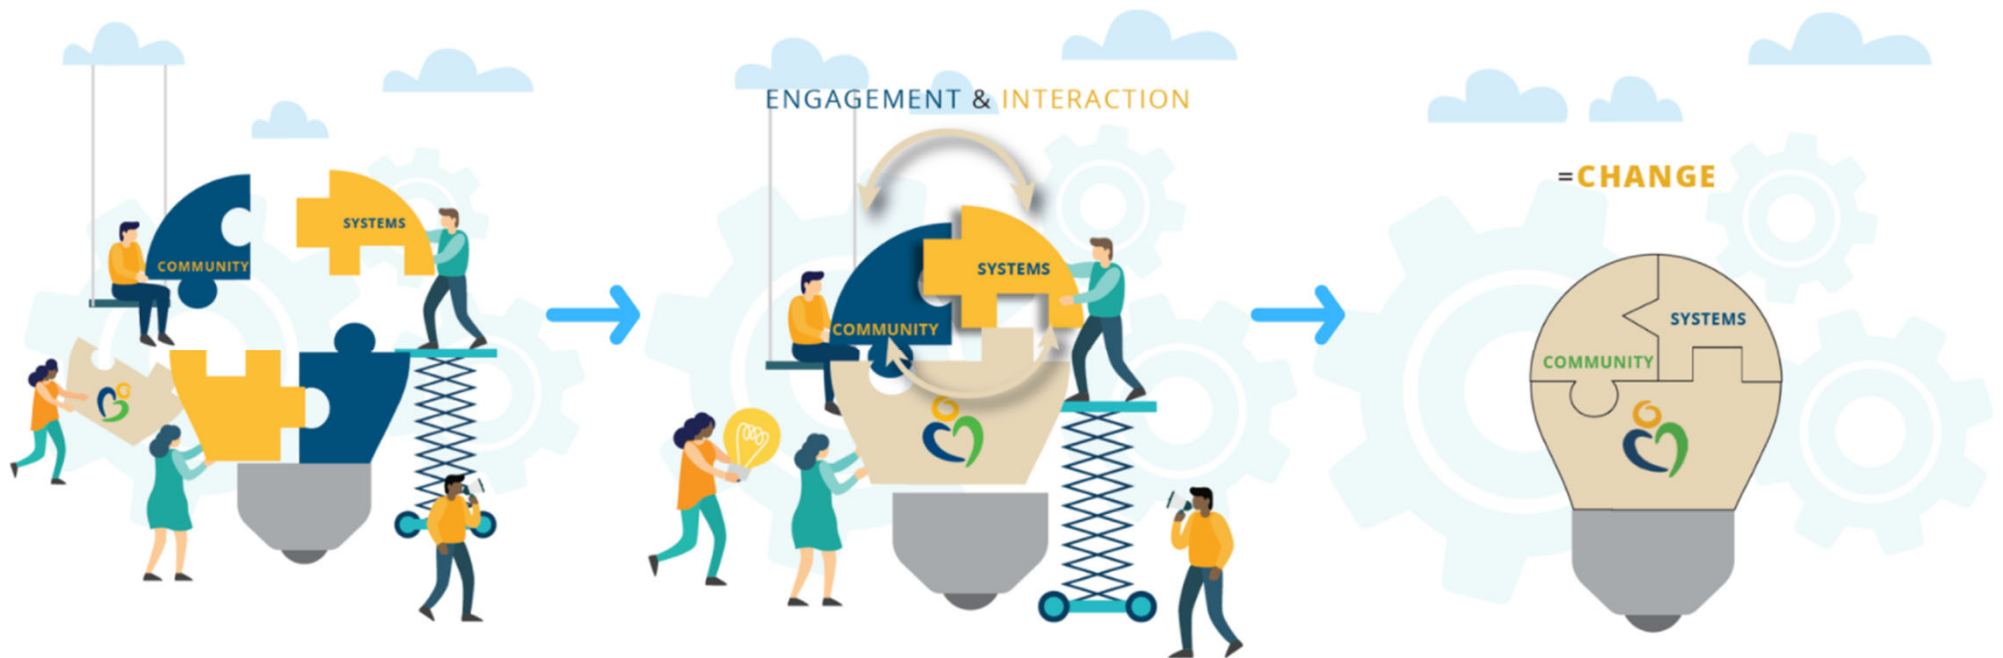 SYSTEMS
COMMUNITY
ENGAGEMENT & INTERACTION
SYSTEMS
COMMUNITY
=CHANGE
SYSTEMS
COMMUNITY